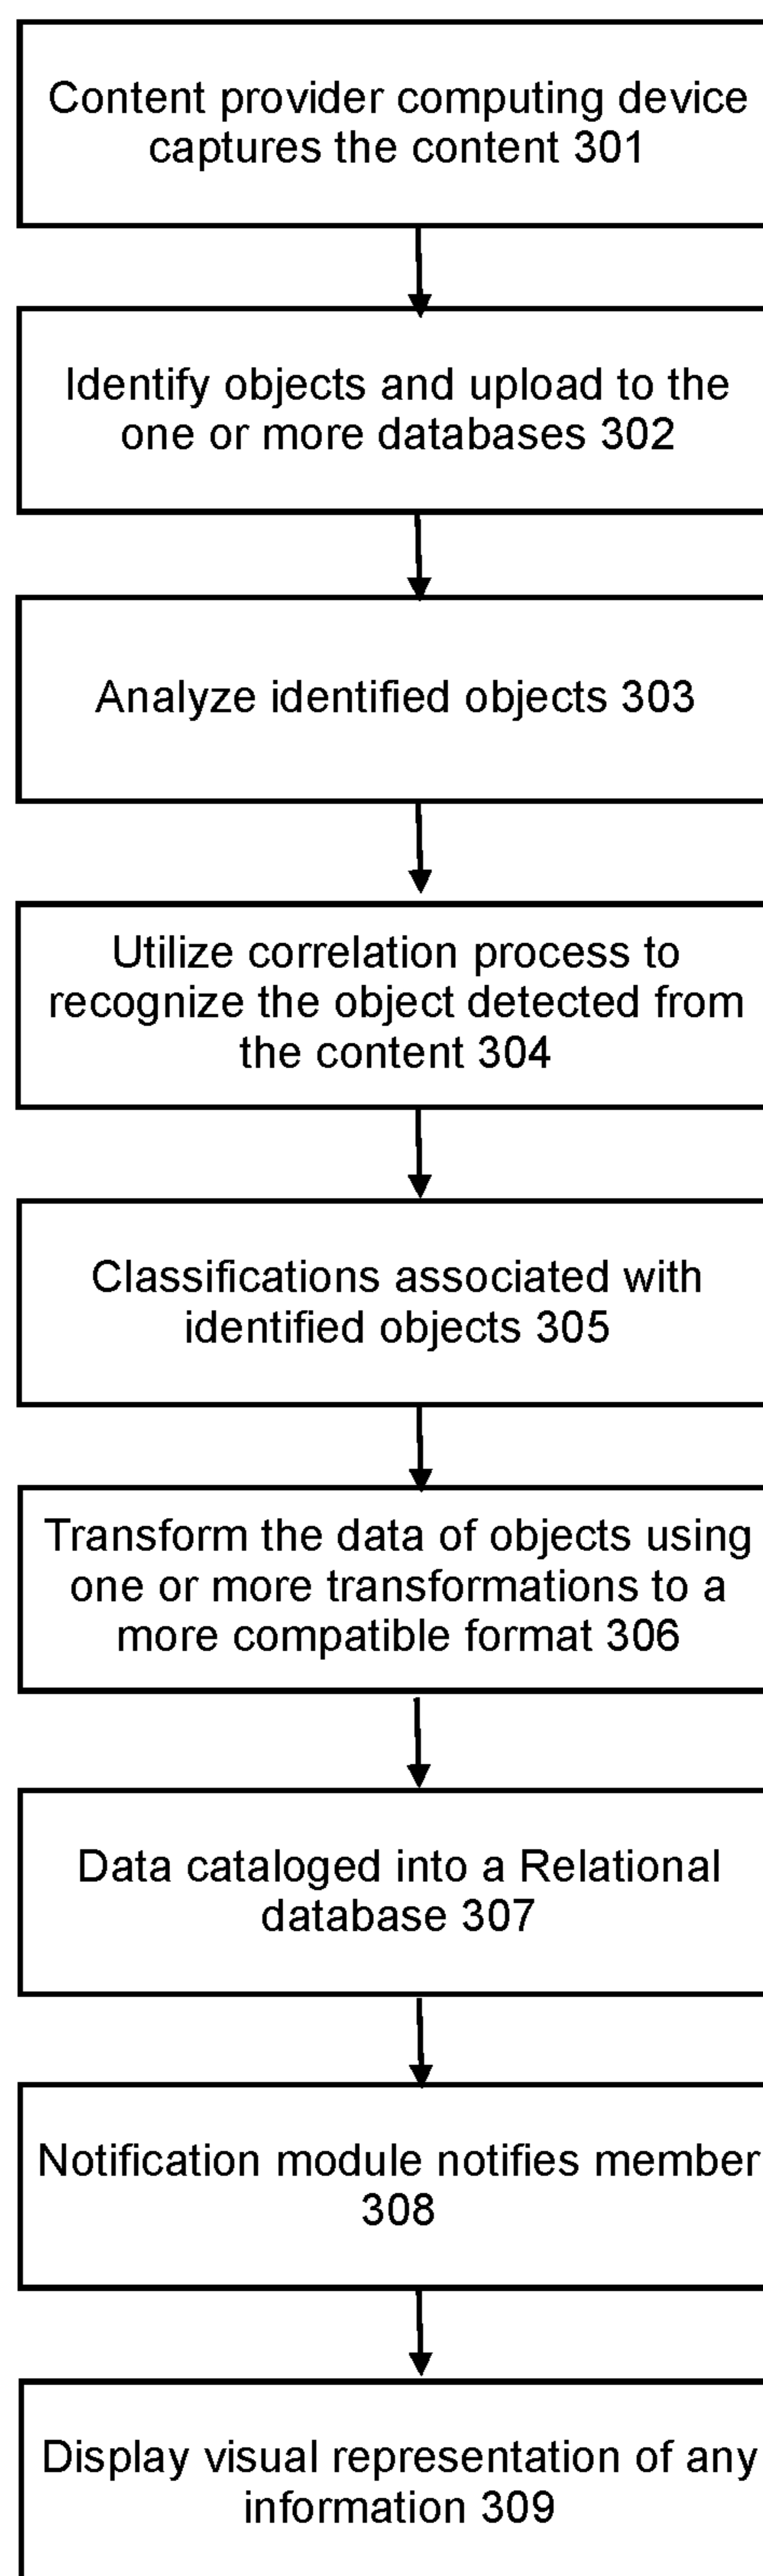 Content provider computing device
captures the content 301
Identify objects and upload to the
one or more databases 302
Analyze identified objects 303
Utilize correlation process to
recognize the object detected from
the content 304
Classifications associated with
identified objects 305
Transform the data of objects using
one or more transformations to a
more compatible format 306
Data cataloged into a Relational
database 307
Notification module notifies member
308
Display visual representation of any
information 309